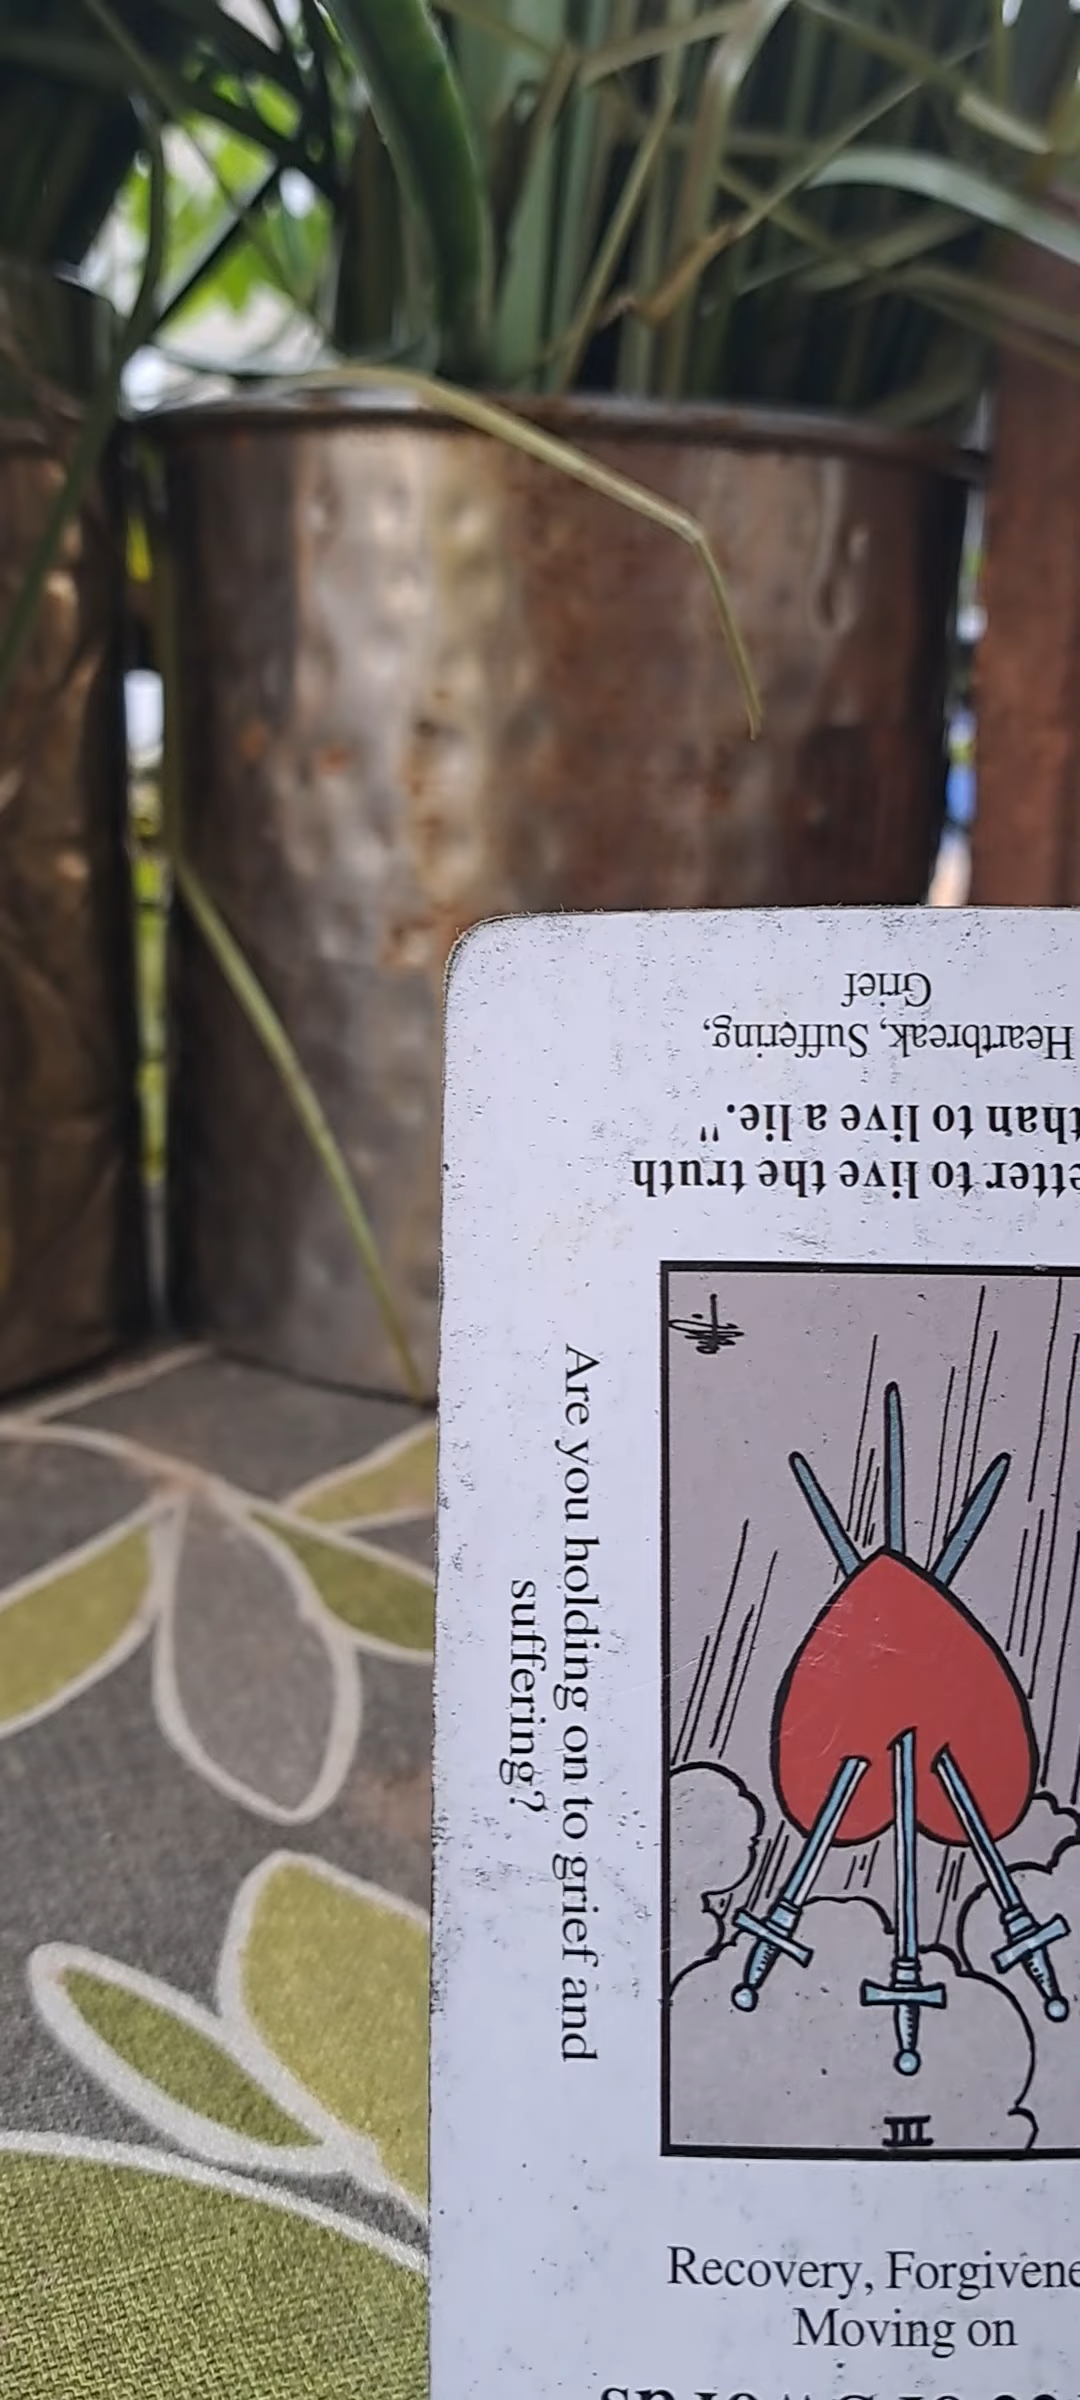 Grief
Heartbreak, Suffering,
than to live a lie."
etter to live the truth
Are you holding on to grief and
suffering?
III
Recovery, Forgivene
Moving on